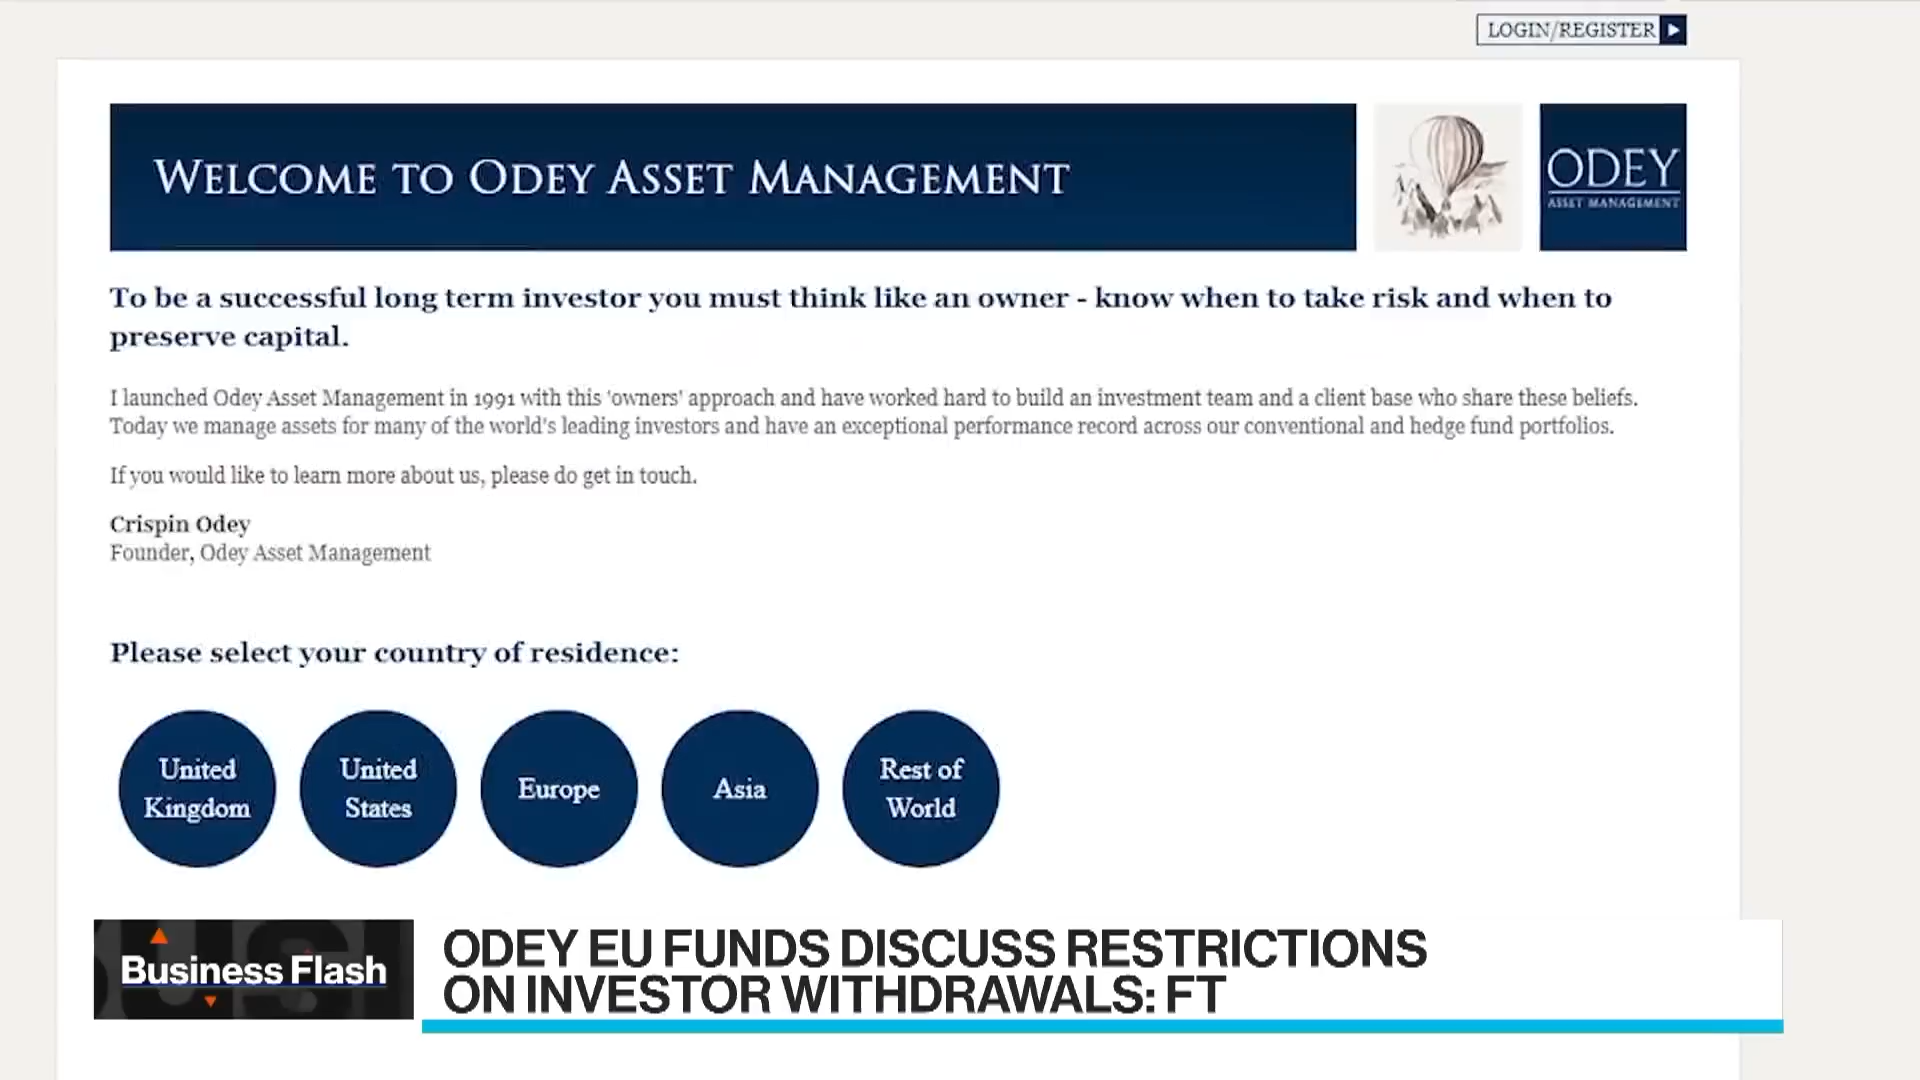 LOGIN/REGISTER
WELCOME TO ODEY ASSET MANAGEMENT
ODEY
ASSET MANAGEMENT
To be a successful long term investor you must think like an owner - know when to take risk and when to
preserve capital.
I launched Odey Asset Management in 1991 with this 'owners' approach and have worked hard to build an investment team and a client base who share these beliefs.
Today we manage assets for many of the world's leading investors and have an exceptional performance record across our conventional and hedge fund portfolios.
If you would like to learn more about us, please do get in touch.
Crispin Odey
Founder, Odey Asset Management
Please select your country of residence:
United
Kingdom
United
States
Europe
Asia
Rest of
World
Business Flash
ODEY EU FUNDS DISCUSS RESTRICTIONS
ON INVESTOR WITHDRAWALS: FT